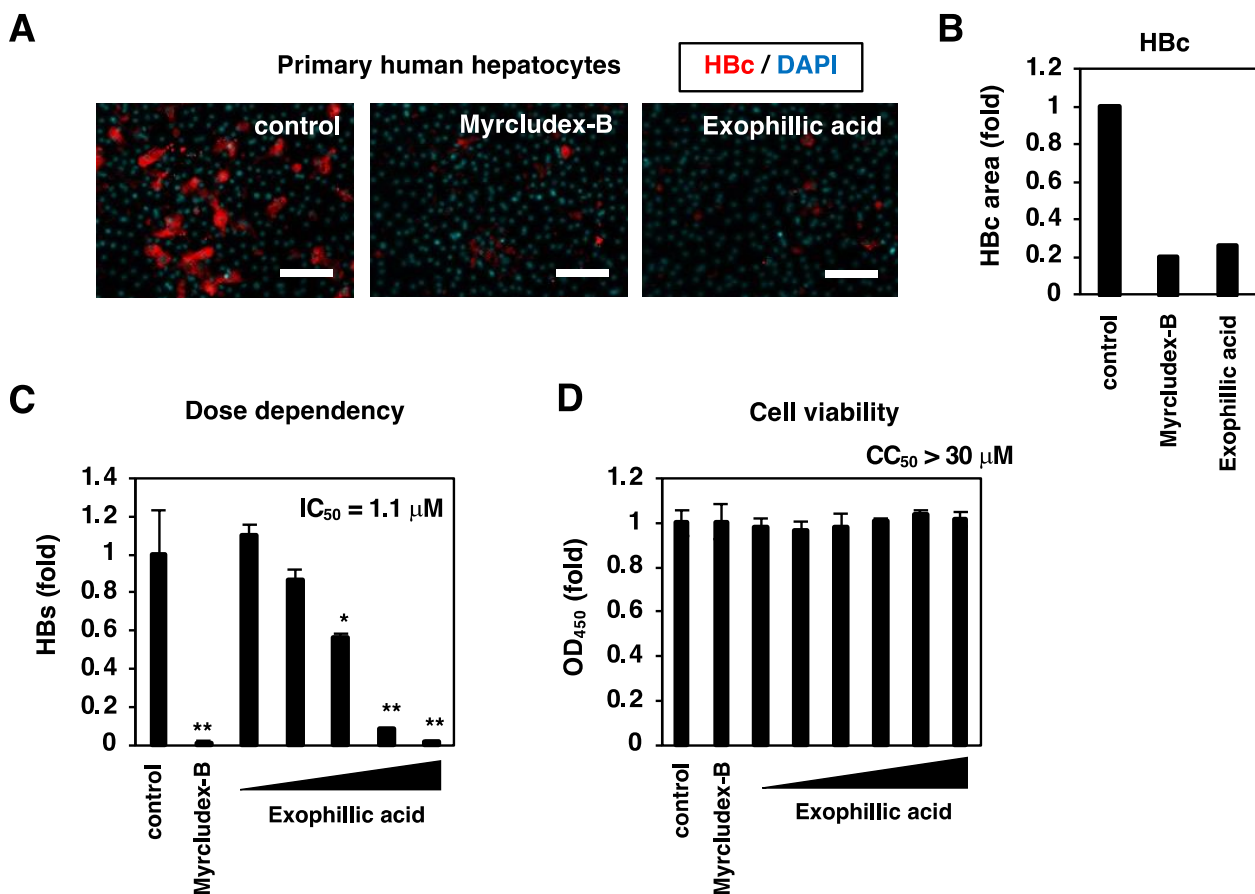 A
Primary human hepatocytes
HBc / DAPI
control
Myrcludex-B
Exophillic acid
B
HBc
HBc area (fold)
1.2
1
0.8
0.6
0.4
0.2
0
control
Myrcludex-B
Exophillic acid
C
Dose dependency
IC50 = 1.1 μM
HBs (fold)
1.4
1.2
1
0.8
0.6
0.4
0.2
0
**
*
**
**
control
Myrcludex-B
Exophillic acid
D
Cell viability
CC50 > 30 μM
OD450 (fold)
1.2
1
0.8
0.6
0.4
0.2
0
control
Myrcludex-B
Exophillic acid